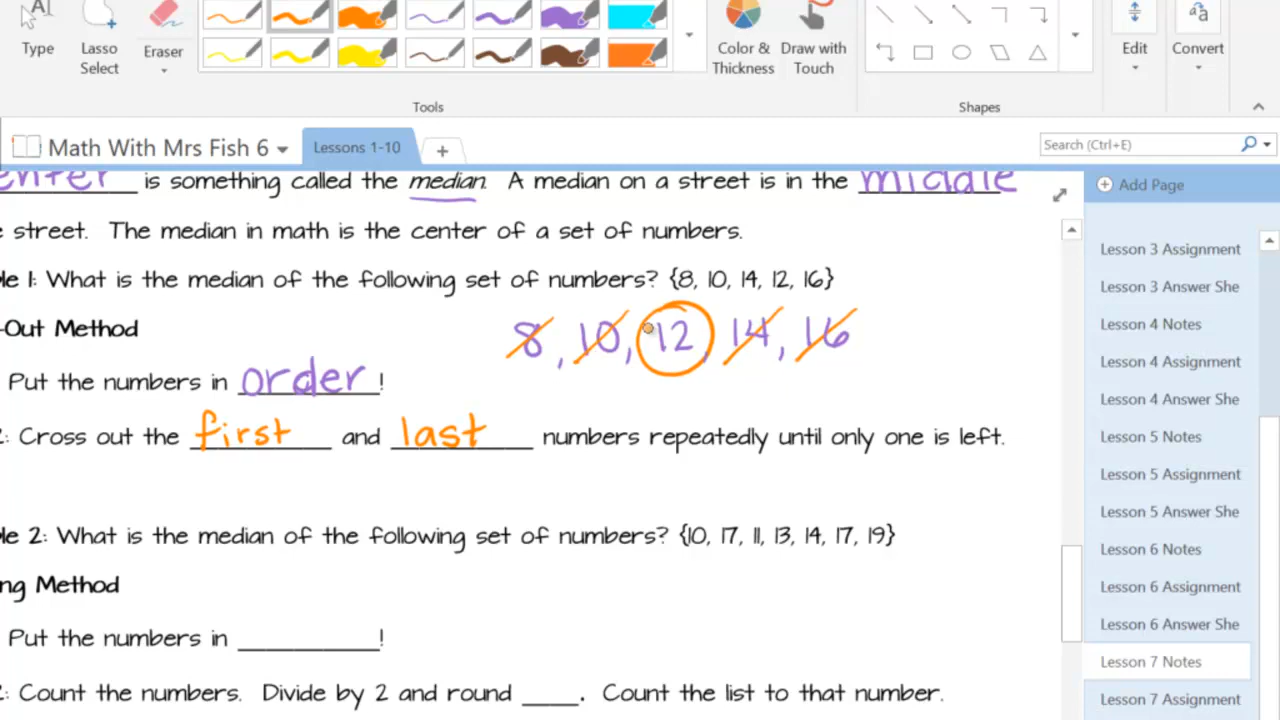 Type
Lasso
Select
Eraser
Color &
Thickness
Draw with
Touch
Edit
Convert
Tools
Shapes
Math With Mrs Fish 6
Lessons 1-10
+
Search (Ctrl+E)
enter is something called the median. A median on a street is in the middle
e street. The median in math is the center of a set of numbers.
le 1: What is the median of the following set of numbers? {8, 10, 14, 12, 16}
8, 10, 12, 14, 16
-Out Method
Put the numbers in order!
2: Cross out the first and last numbers repeatedly until only one is left.
le 2: What is the median of the following set of numbers? {10, 17, 11, 13, 14, 17, 19}
ng Method
Put the numbers in __________!
2: Count the numbers. Divide by 2 and round ____. Count the list to that number.
Add Page
Lesson 3 Assignment
Lesson 3 Answer She
Lesson 4 Notes
Lesson 4 Assignment
Lesson 4 Answer She
Lesson 5 Notes
Lesson 5 Assignment
Lesson 5 Answer She
Lesson 6 Notes
Lesson 6 Assignment
Lesson 6 Answer She
Lesson 7 Notes
Lesson 7 Assignment